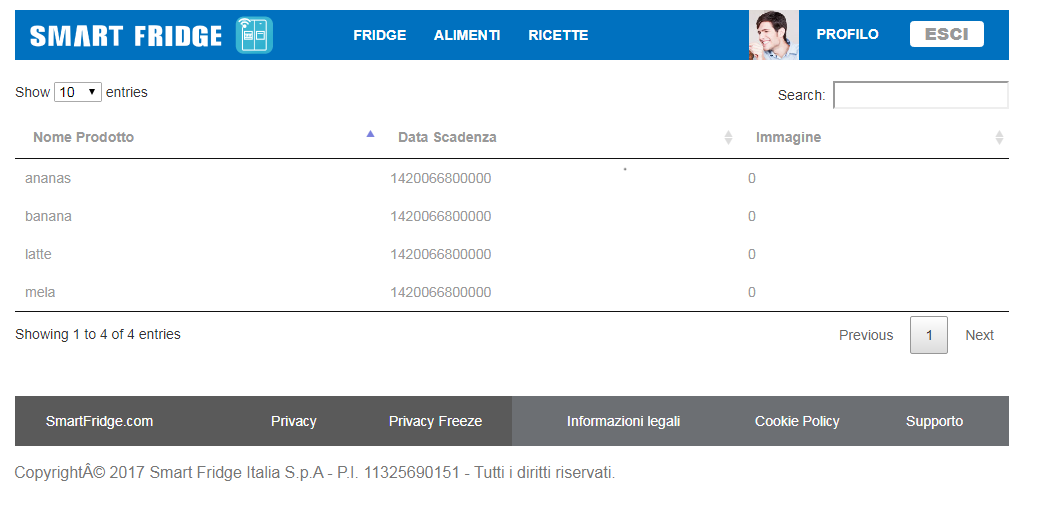 SMART FRIDGE FRIDGE ALIMENTI RICETTE PROFILO ESCI
Show 10 entries Search:
Nome Prodotto Data Scadenza Immagine
ananas 1420066800000 0
banana 1420066800000 0
latte 1420066800000 0
mela 1420066800000 0
Showing 1 to 4 of 4 entries Previous 1 Next
SmartFridge.com Privacy Privacy Freeze Informazioni legali Cookie Policy Supporto
CopyrightÂ© 2017 Smart Fridge Italia S.p.A - P.I. 11325690151 - Tutti i diritti riservati.